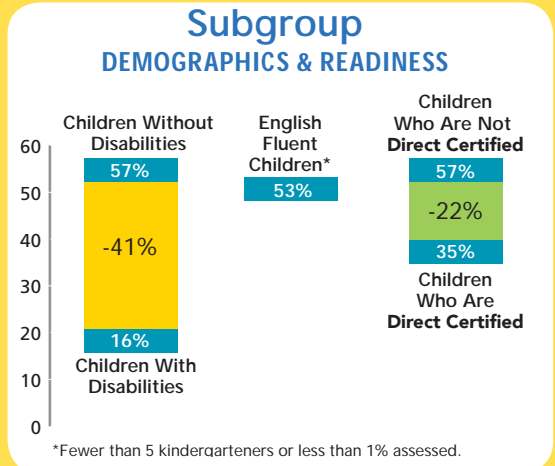 Subgroup
DEMOGRAPHICS & READINESS
60
50
40
30
20
10
0
Children Without
Disabilities
57%
-41%
16%
Children With
Disabilities
English
Fluent
Children*
53%
Children
Who Are Not
Direct Certified
57%
-22%
35%
Children
Who Are
Direct Certified
*Fewer than 5 kindergarteners or less than 1% assessed.